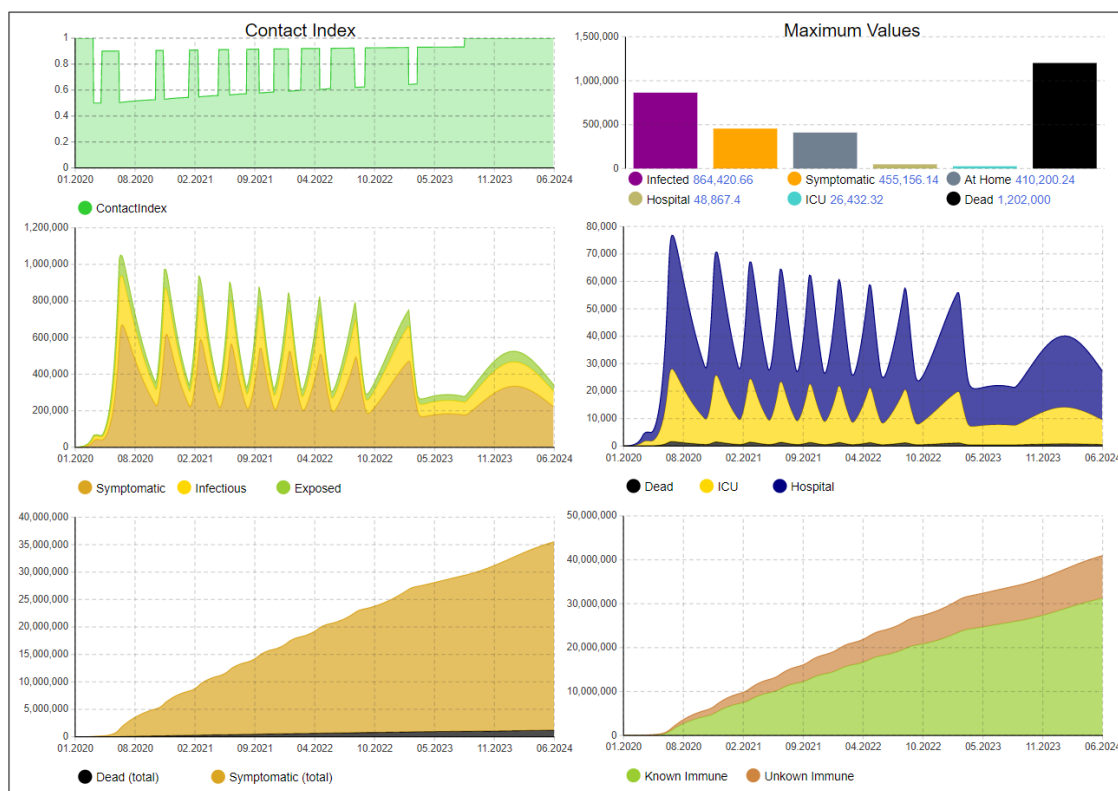 Contact Index
1
0.8
0.6
0.4
0.2
0
01.2020 08.2020 02.2021 09.2021 04.2022 10.2022 05.2023 11.2023 06.2024
ContactIndex
Maximum Values
1,500,000
1,000,000
500,000
0
Infected 864,420.66 Symptomatic 455,156.14 At Home 410,200.24
Hospital 48,867.4 ICU 26,432.32 Dead 1,202,000
1,200,000
1,000,000
800,000
600,000
400,000
200,000
0
01.2020 08.2020 02.2021 09.2021 04.2022 10.2022 05.2023 11.2023 06.2024
Symptomatic Infectious Exposed
80,000
70,000
60,000
50,000
40,000
30,000
20,000
10,000
0
01.2020 08.2020 02.2021 09.2021 04.2022 10.2022 05.2023 11.2023 06.2024
Dead ICU Hospital
40,000,000
35,000,000
30,000,000
25,000,000
20,000,000
15,000,000
10,000,000
5,000,000
0
01.2020 08.2020 02.2021 09.2021 04.2022 10.2022 05.2023 11.2023 06.2024
Dead (total) Symptomatic (total)
50,000,000
40,000,000
30,000,000
20,000,000
10,000,000
0
01.2020 08.2020 02.2021 09.2021 04.2022 10.2022 05.2023 11.2023 06.2024
Known Immune Unkown Immune